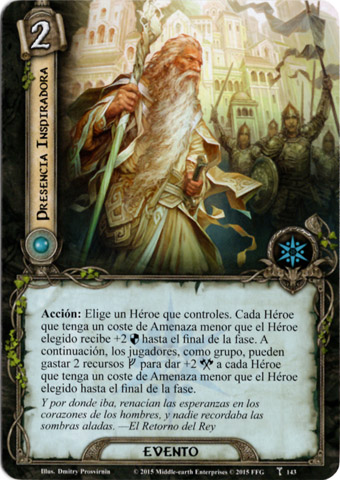 2
PRESENCIA INSPIRADORA
Acción: Elige un Héroe que controles. Cada Héroe
que tenga un coste de Amenaza menor que el Héroe
elegido recibe +2 hasta el final de la fase. A
continuación, los jugadores, como grupo, pueden
gastar 2 recursos para dar +2 a cada Héroe
que tenga un coste de Amenaza menor que el Héroe
elegido hasta el final de la fase.
Y por donde iba, renacían las esperanzas en los
corazones de los hombres, y nadie recordaba las
sombras aladas. —El Retorno del Rey
EVENTO
Illus. Dmitry Prosvirnin © 2015 Middle-earth Enterprises © 2015 FFG 143